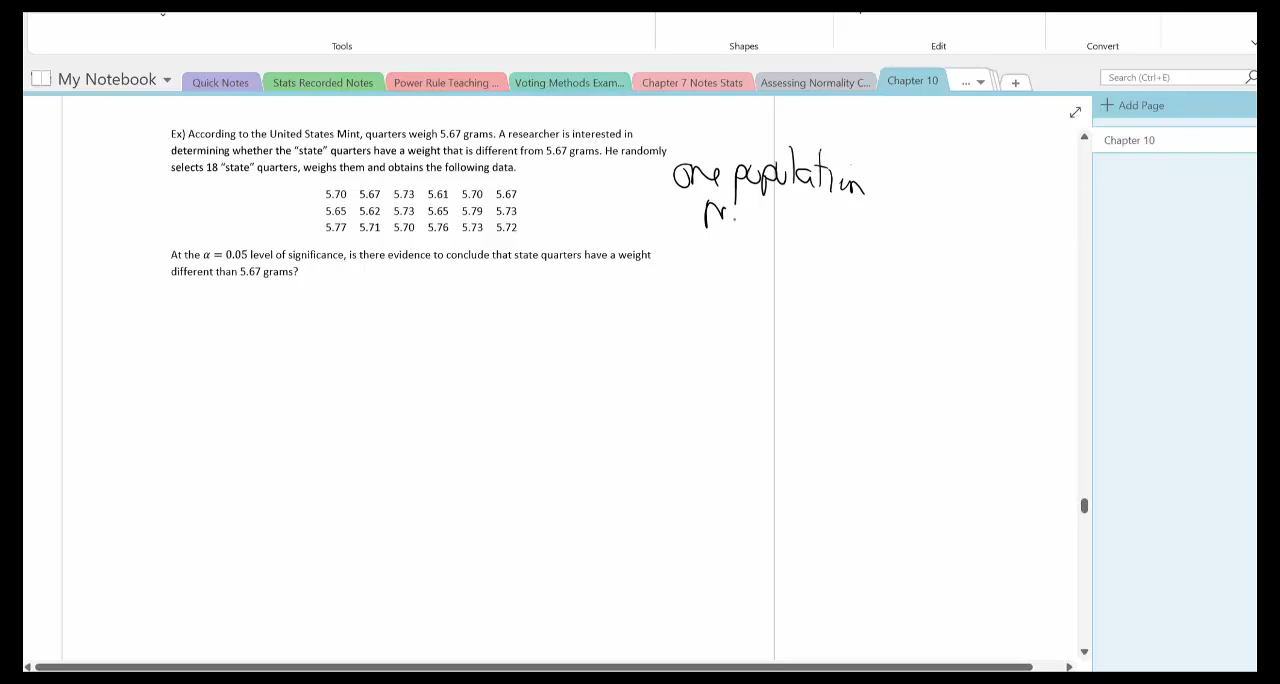 Tools Shapes Edit Convert
My Notebook Quick Notes Stats Recorded Notes Power Rule Teaching ... Voting Methods Exam... Chapter 7 Notes Stats Assessing Normality C... Chapter 10 ... + Search (Ctrl+E)
+ Add Page
Chapter 10
Ex) According to the United States Mint, quarters weigh 5.67 grams. A researcher is interested in
determining whether the “state” quarters have a weight that is different from 5.67 grams. He randomly
selects 18 “state” quarters, weighs them and obtains the following data.
one population
5.70 5.67 5.73 5.61 5.70 5.67
5.65 5.62 5.73 5.65 5.79 5.73
5.77 5.71 5.70 5.76 5.73 5.72
At the α = 0.05 level of significance, is there evidence to conclude that state quarters have a weight
different than 5.67 grams?